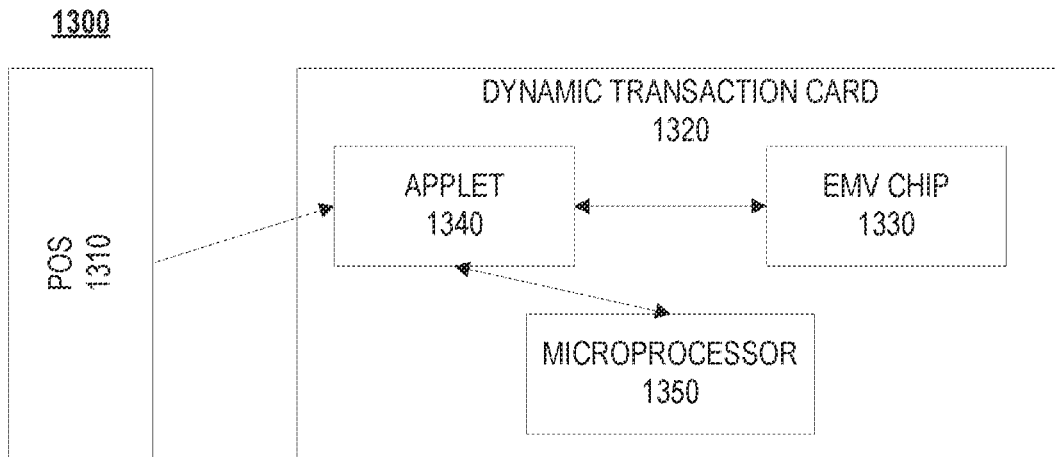 1300
POS
1310
DYNAMIC TRANSACTION CARD
1320
APPLET
1340
EMV CHIP
1330
MICROPROCESSOR
1350